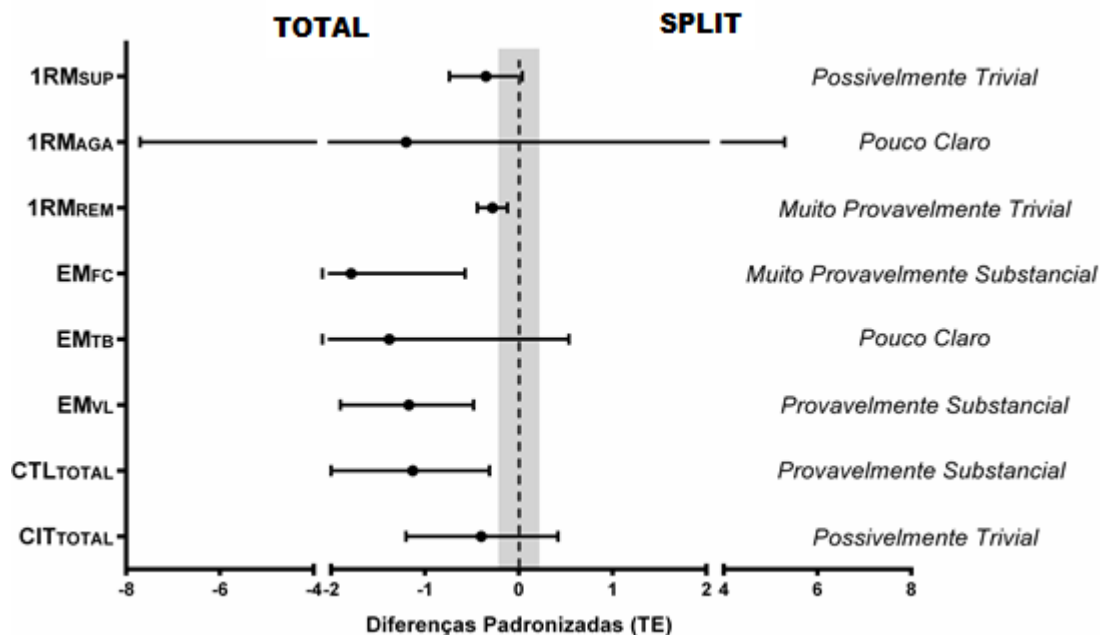 TOTAL SPLIT
1RMSUP Possivelmente Trivial
1RMAGA Pouco Claro
1RMREM Muito Provavelmente Trivial
EMFC Muito Provavelmente Substancial
EMTB Pouco Claro
EMVL Provavelmente Substancial
CTLTOTAL Provavelmente Substancial
CITTOTAL Possivelmente Trivial
-8 -6 -4 -2 -1 0 1 2 4 6 8
Diferenças Padronizadas (TE)